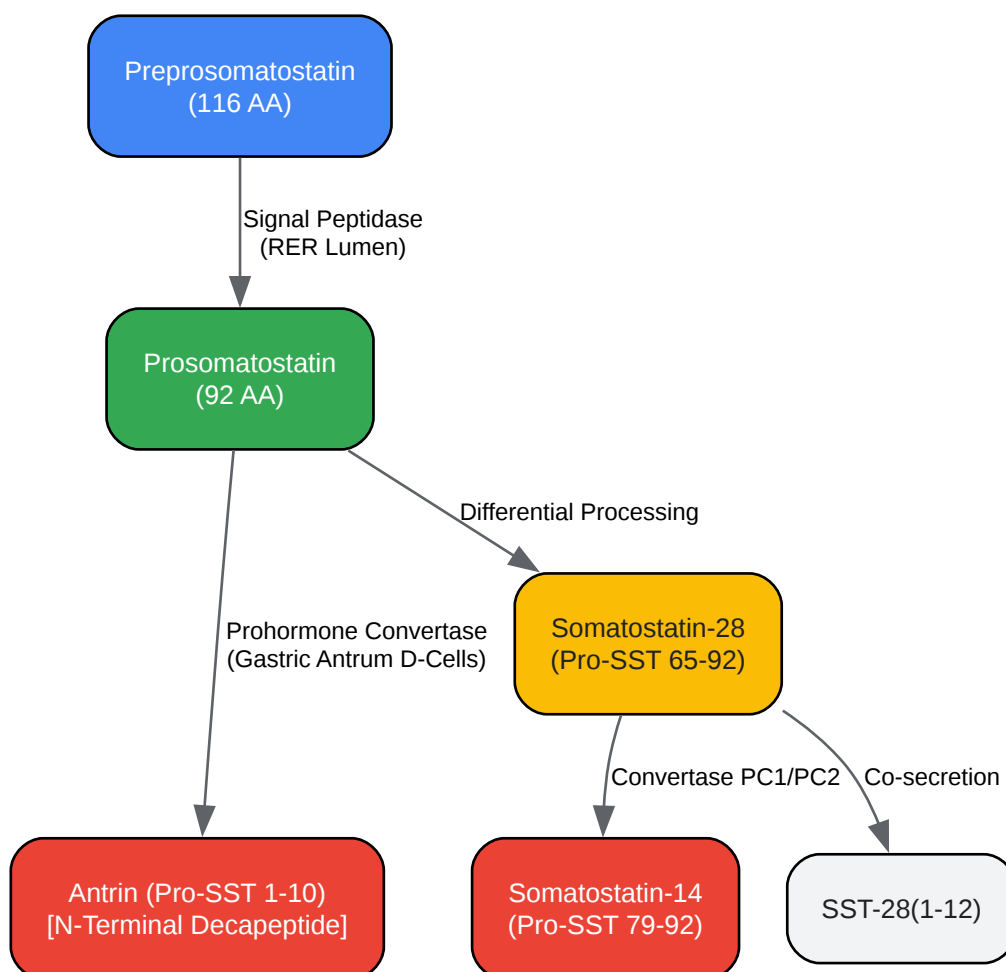 Preprosomatostatin
(116 AA)
Signal Peptidase
(RER Lumen)
Prosomatostatin
(92 AA)
Differential Processing
Prohormone Convertase
(Gastric Antrum D-Cells)
Somatostatin-28
(Pro-SST 65-92)
Convertase PC1/PC2
Co-secretion
Antrin (Pro-SST 1-10)
[N-Terminal Decapeptide]
Somatostatin-14
(Pro-SST 79-92)
SST-28(1-12)